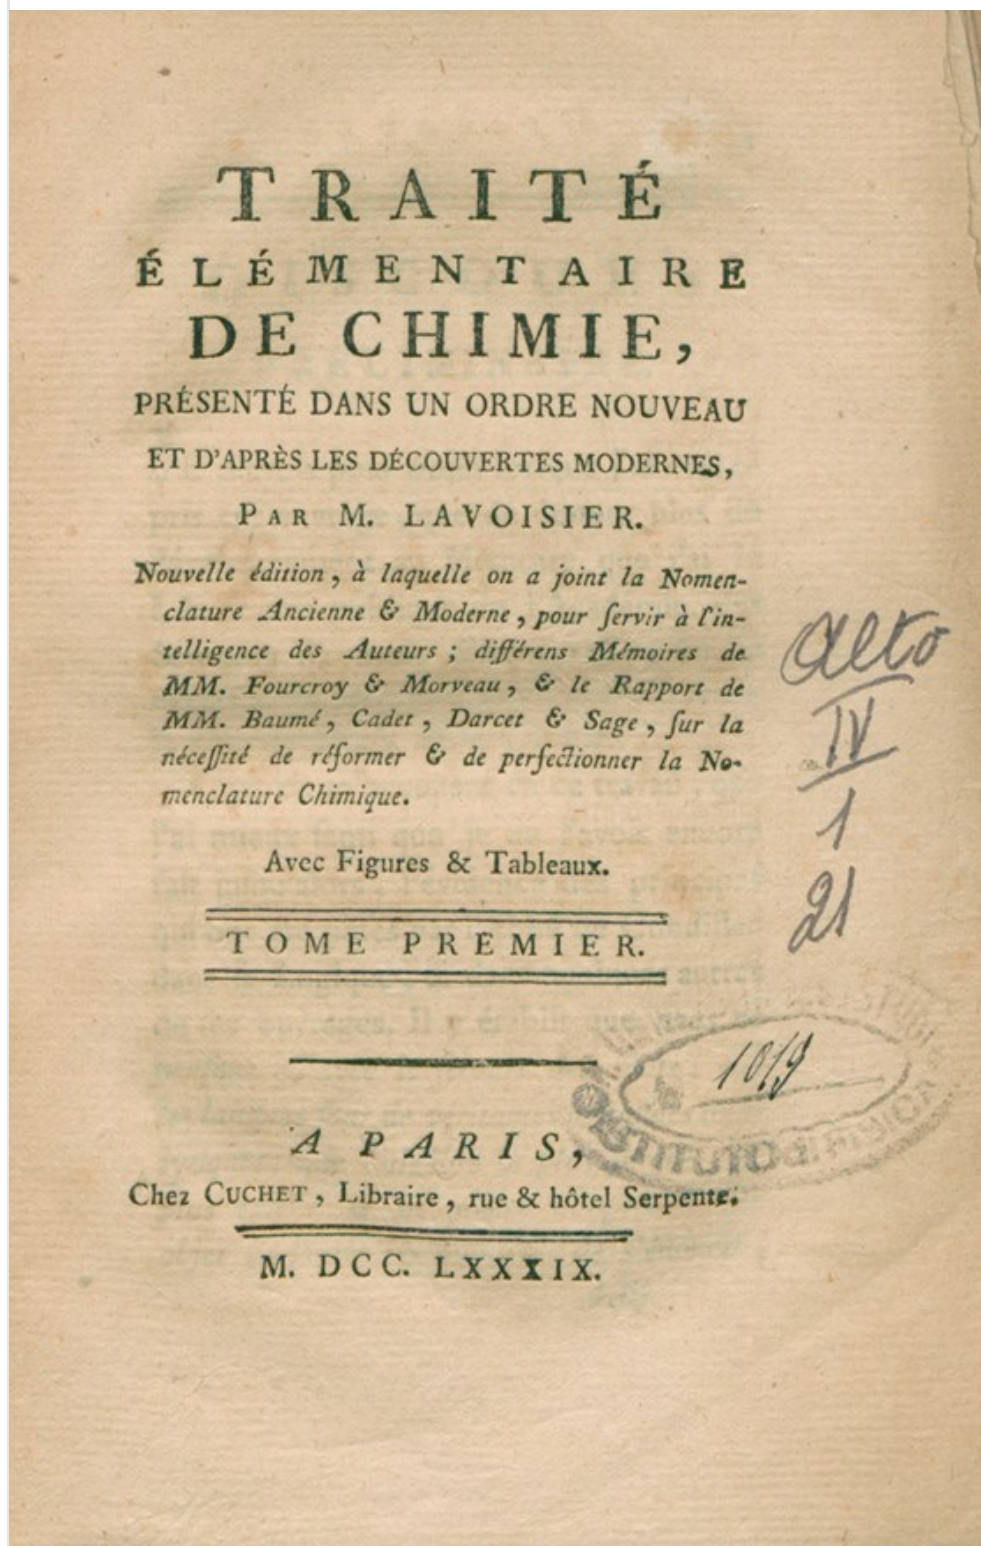 TRAITÉ
ÉLÉMENTAIRE
DE CHIMIE,
PRÉSENTÉ DANS UN ORDRE NOUVEAU
ET D'APRÈS LES DÉCOUVERTES MODERNES,
PAR M. LAVOISIER.
Nouvelle édition, à laquelle on a joint la Nomen-
clature Ancienne & Moderne, pour ſervir à l'in-
telligence des Auteurs; différens Mémoires de
MM. Fourcroy & Morveau, & le Rapport de
MM. Baumé, Cadet, Darcet & Sage, ſur la
néceſſité de réformer & de perfectionner la No-
menclature Chimique.
Avec Figures & Tableaux.
TOME PREMIER.
A PARIS,
Chez CUCHET, Libraire, rue & hôtel Serpente.
M. DCC. LXXXIX.
Alto
IV
1
21
1019
ISTITUTO DI FISICA